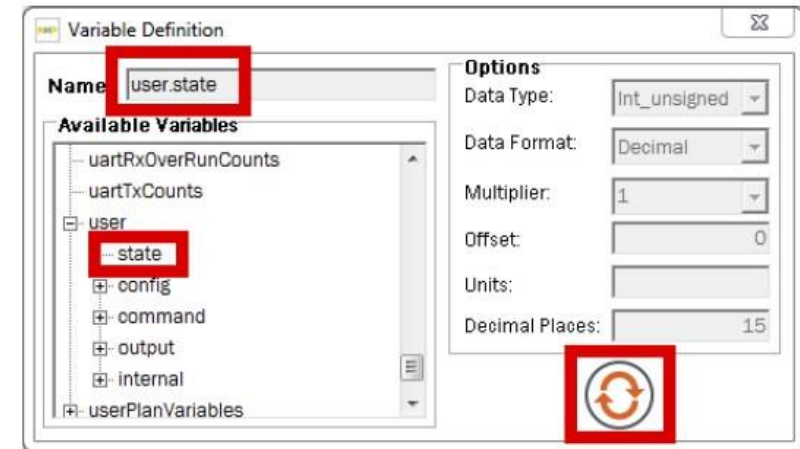 Variable Definition
Name user.state
Available Variables
uartRxOverRunCounts
uartTxCounts
user
state
config
command
output
internal
userPlanVariables
Options
Data Type: Int_unsigned
Data Format: Decimal
Multiplier: 1
Offset: 0
Units:
Decimal Places: 15